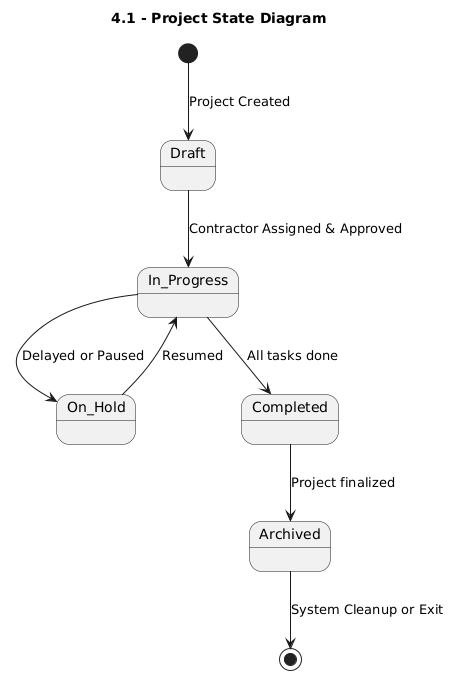 4.1 - Project State Diagram
Project Created
Draft
Contractor Assigned & Approved
In_Progress
Delayed or Paused
Resumed
All tasks done
On_Hold
Completed
Project finalized
Archived
System Cleanup or Exit